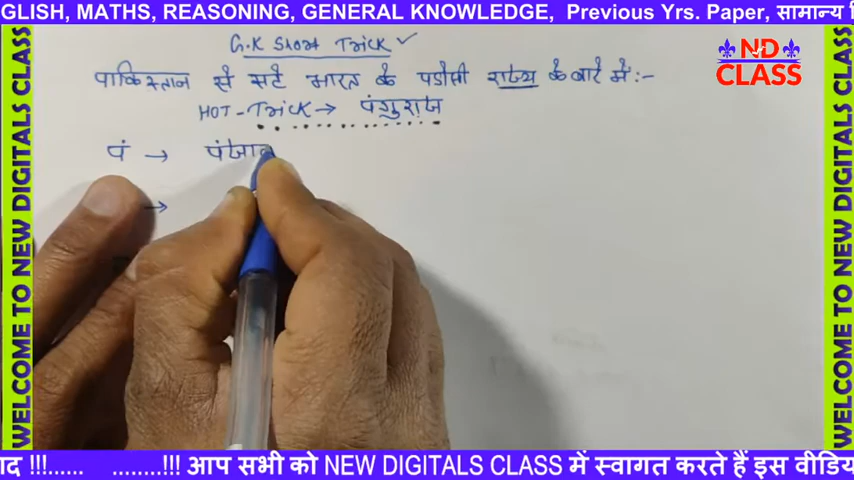 GLISH, MATHS, REASONING, GENERAL KNOWLEDGE, Previous Yrs. Paper, सामान्य
G.K Short Trick ✓
ND
CLASS
पाकिस्तान से सटे भारत के पड़ोसी राज्य के बारे में:-
HOT-Trick → पंगुराज
पं → पंजाब
→
WELCOME TO NEW DIGITALS CLASS
WELCOME TO NEW DIGITALS CLASS
!!!...... ........!!! आप सभी को NEW DIGITALS CLASS में स्वागत करते हैं इस